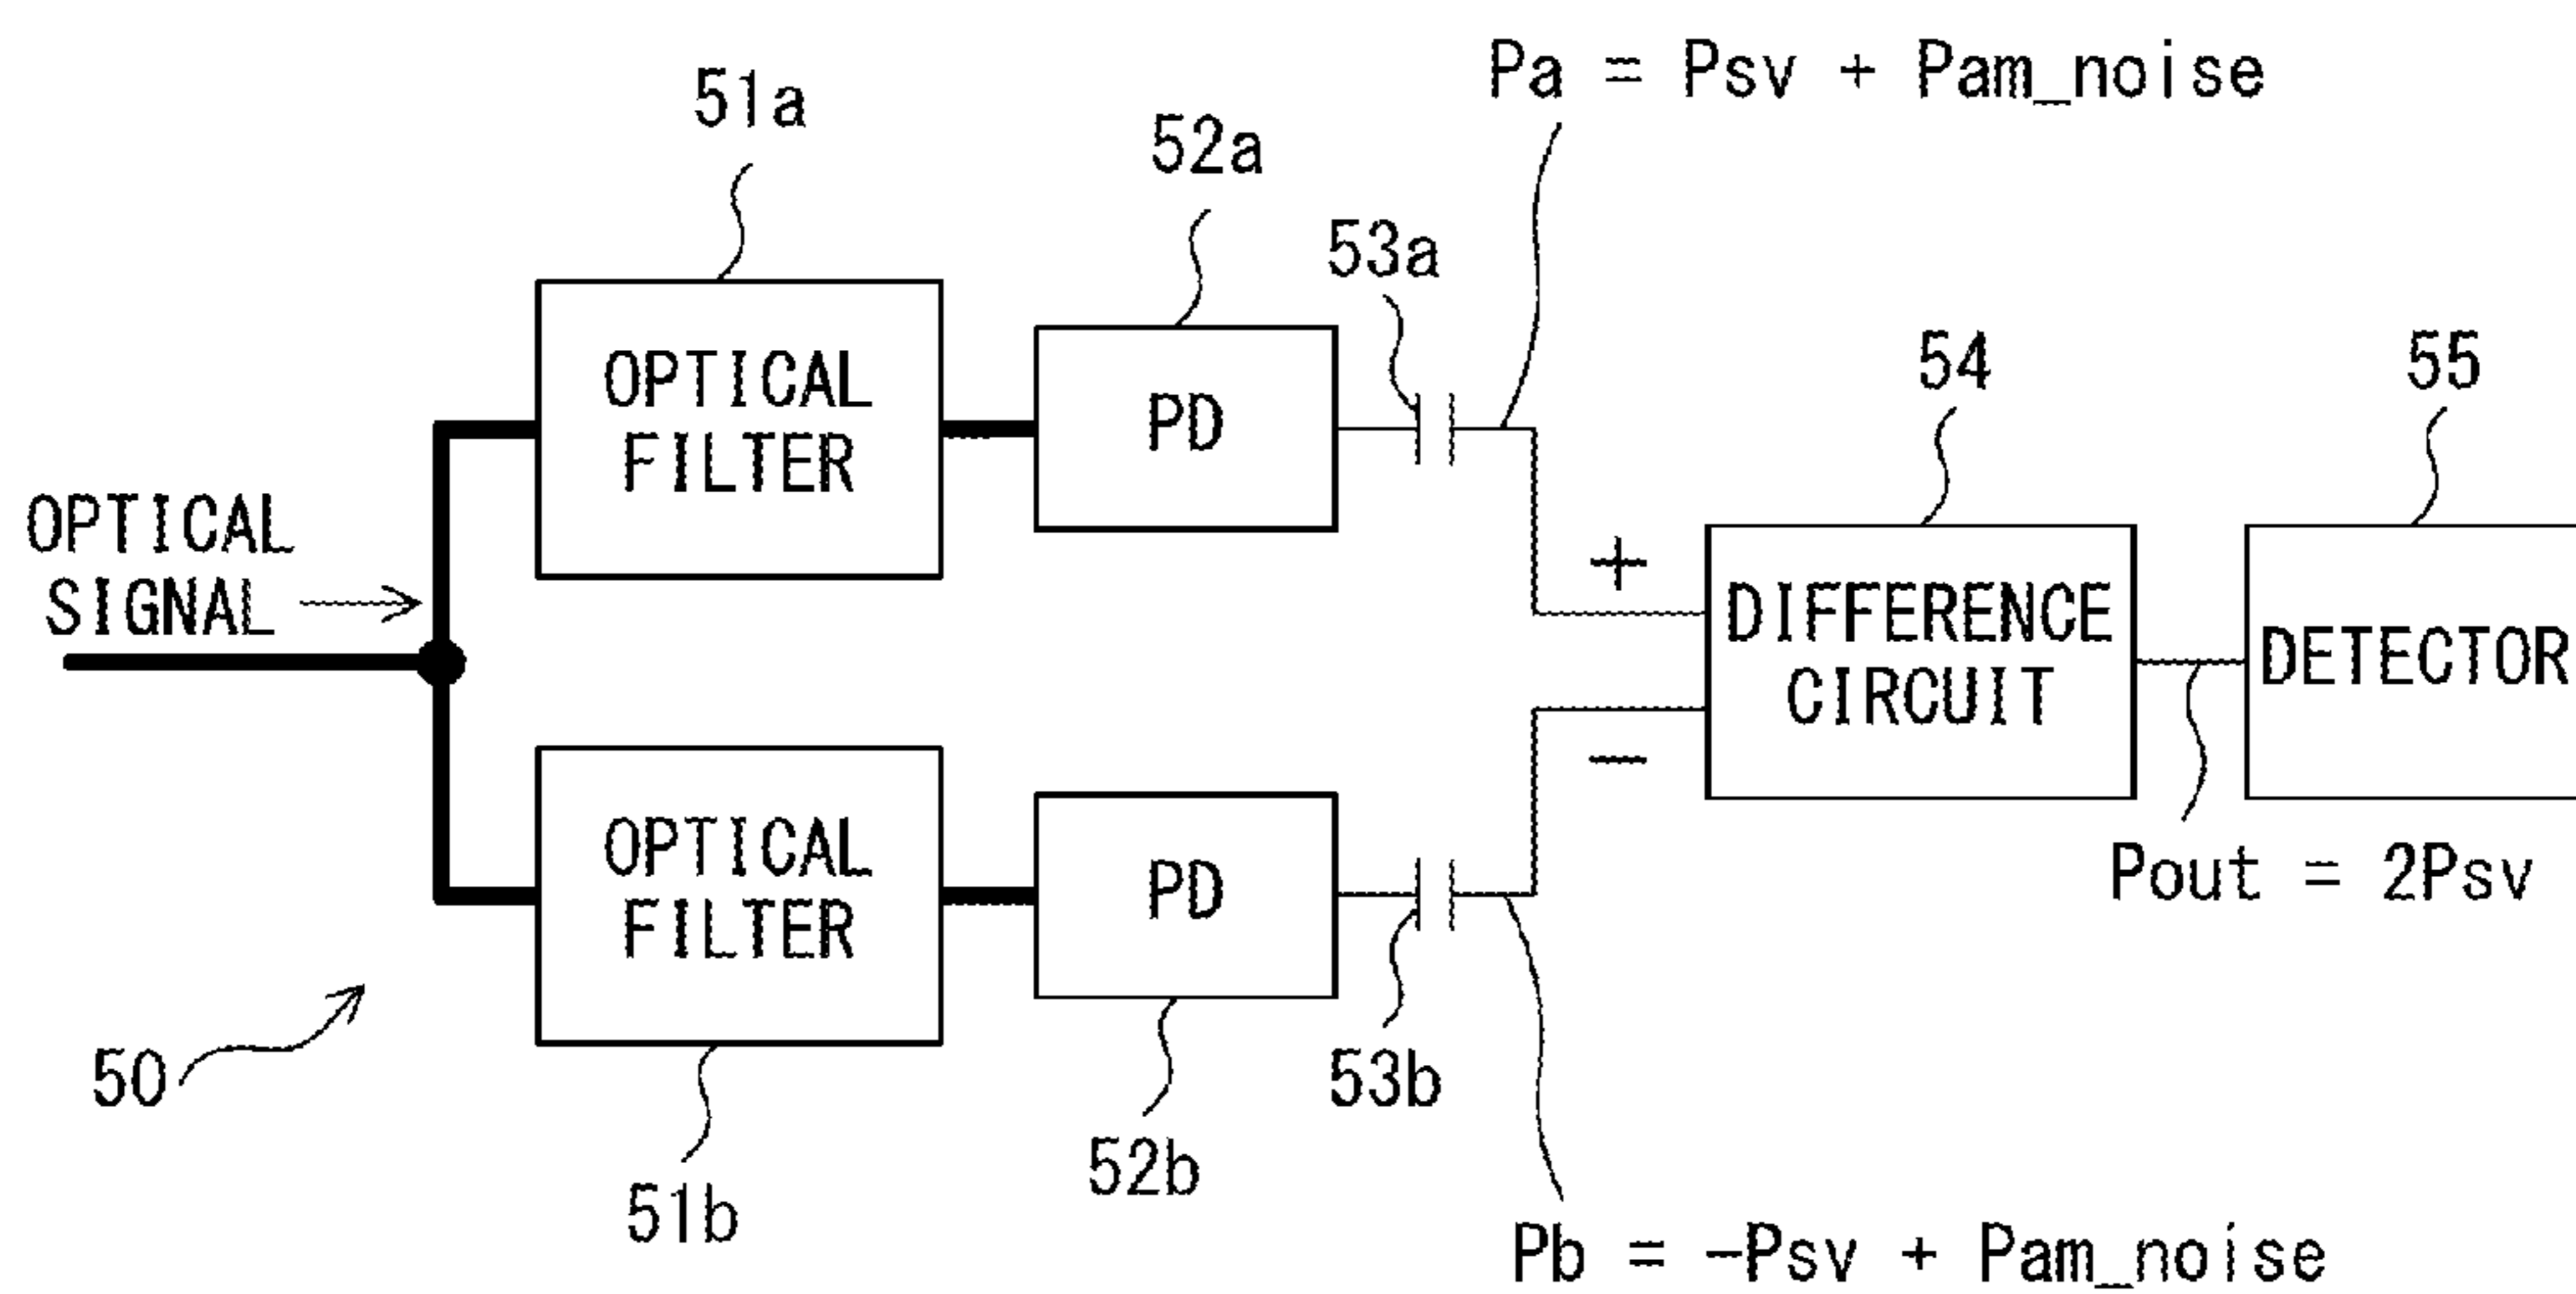 Pa = Psv + Pam_noise
51a
52a
53a
54
55
OPTICAL
FILTER
PD
OPTICAL
SIGNAL
+
DIFFERENCE
CIRCUIT
DETECTOR
−
OPTICAL
FILTER
PD
Pout = 2Psv
50
53b
52b
51b
Pb = -Psv + Pam_noise